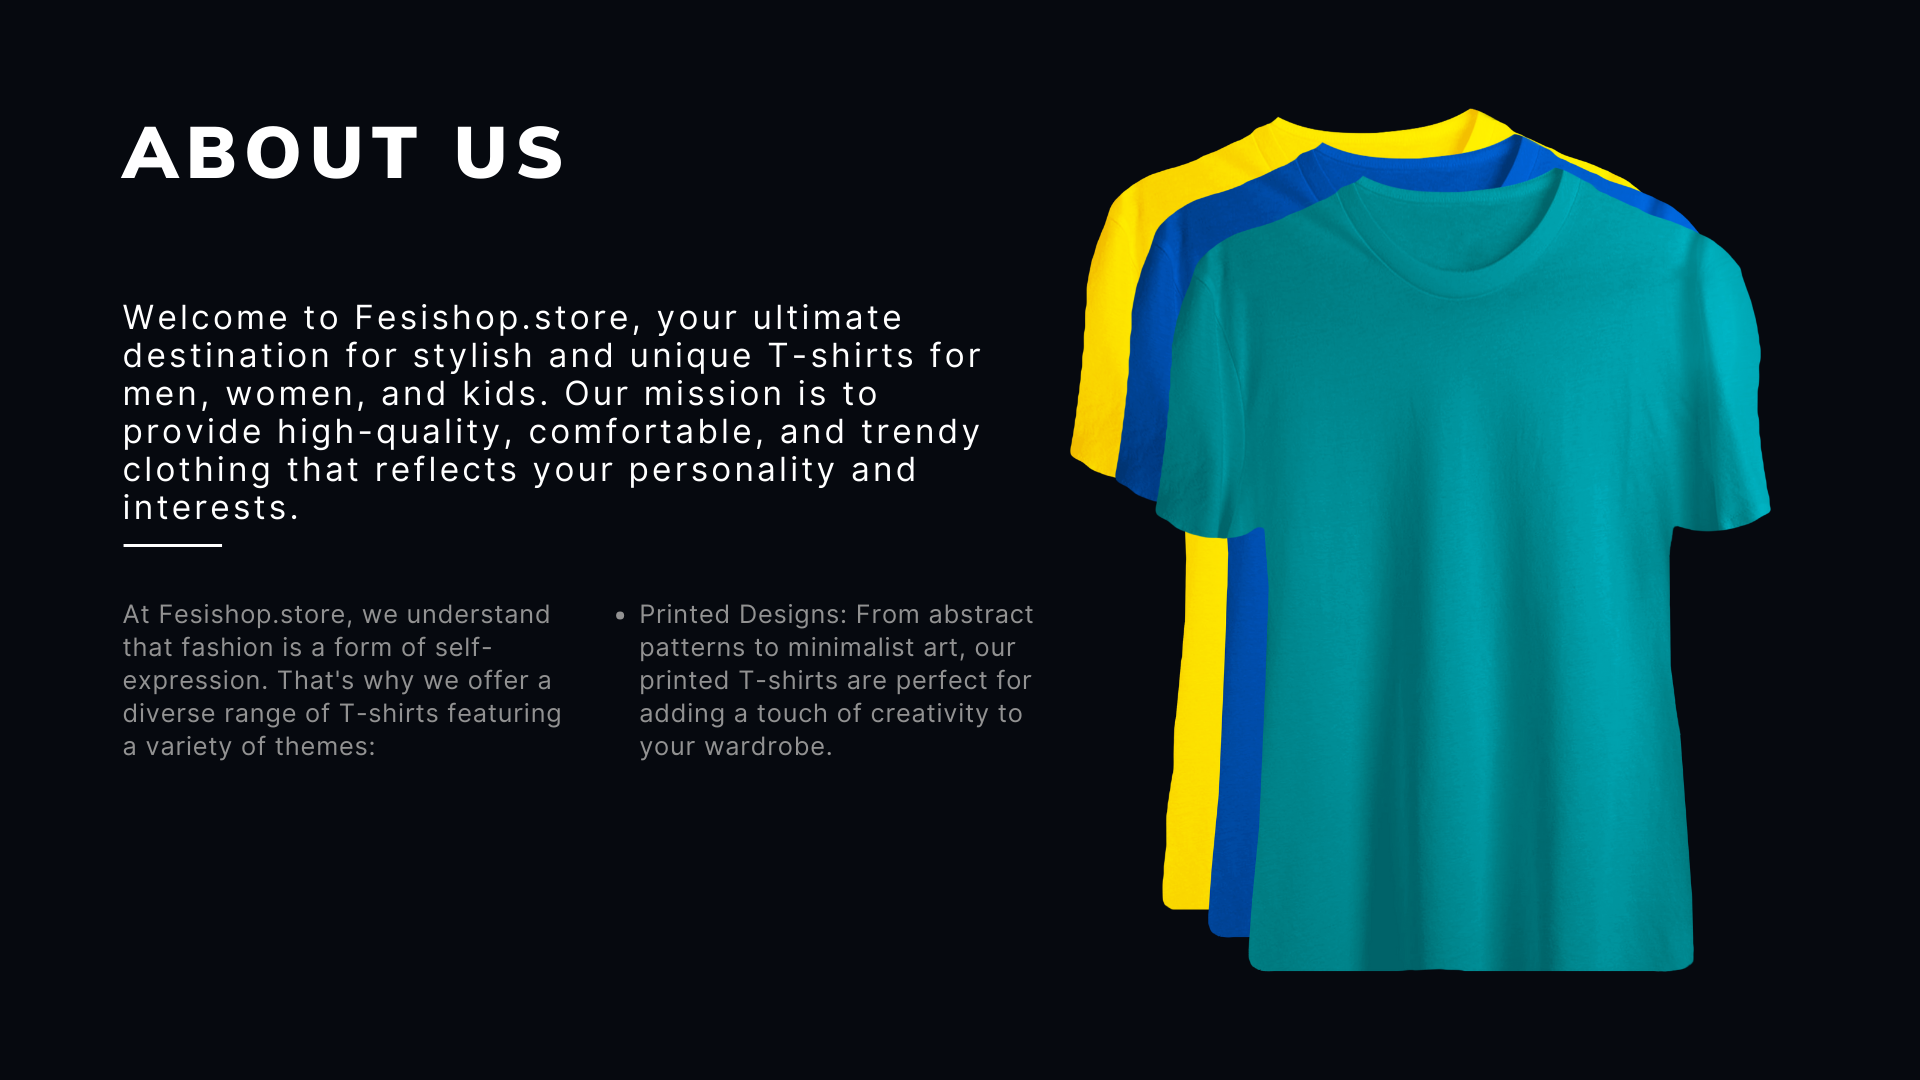 ABOUT US
Welcome to Fesishop.store, your ultimate
destination for stylish and unique T-shirts for
men, women, and kids. Our mission is to
provide high-quality, comfortable, and trendy
clothing that reflects your personality and
interests.
At Fesishop.store, we understand
that fashion is a form of self-
expression. That's why we offer a
diverse range of T-shirts featuring
a variety of themes:
• Printed Designs: From abstract
patterns to minimalist art, our
printed T-shirts are perfect for
adding a touch of creativity to
your wardrobe.